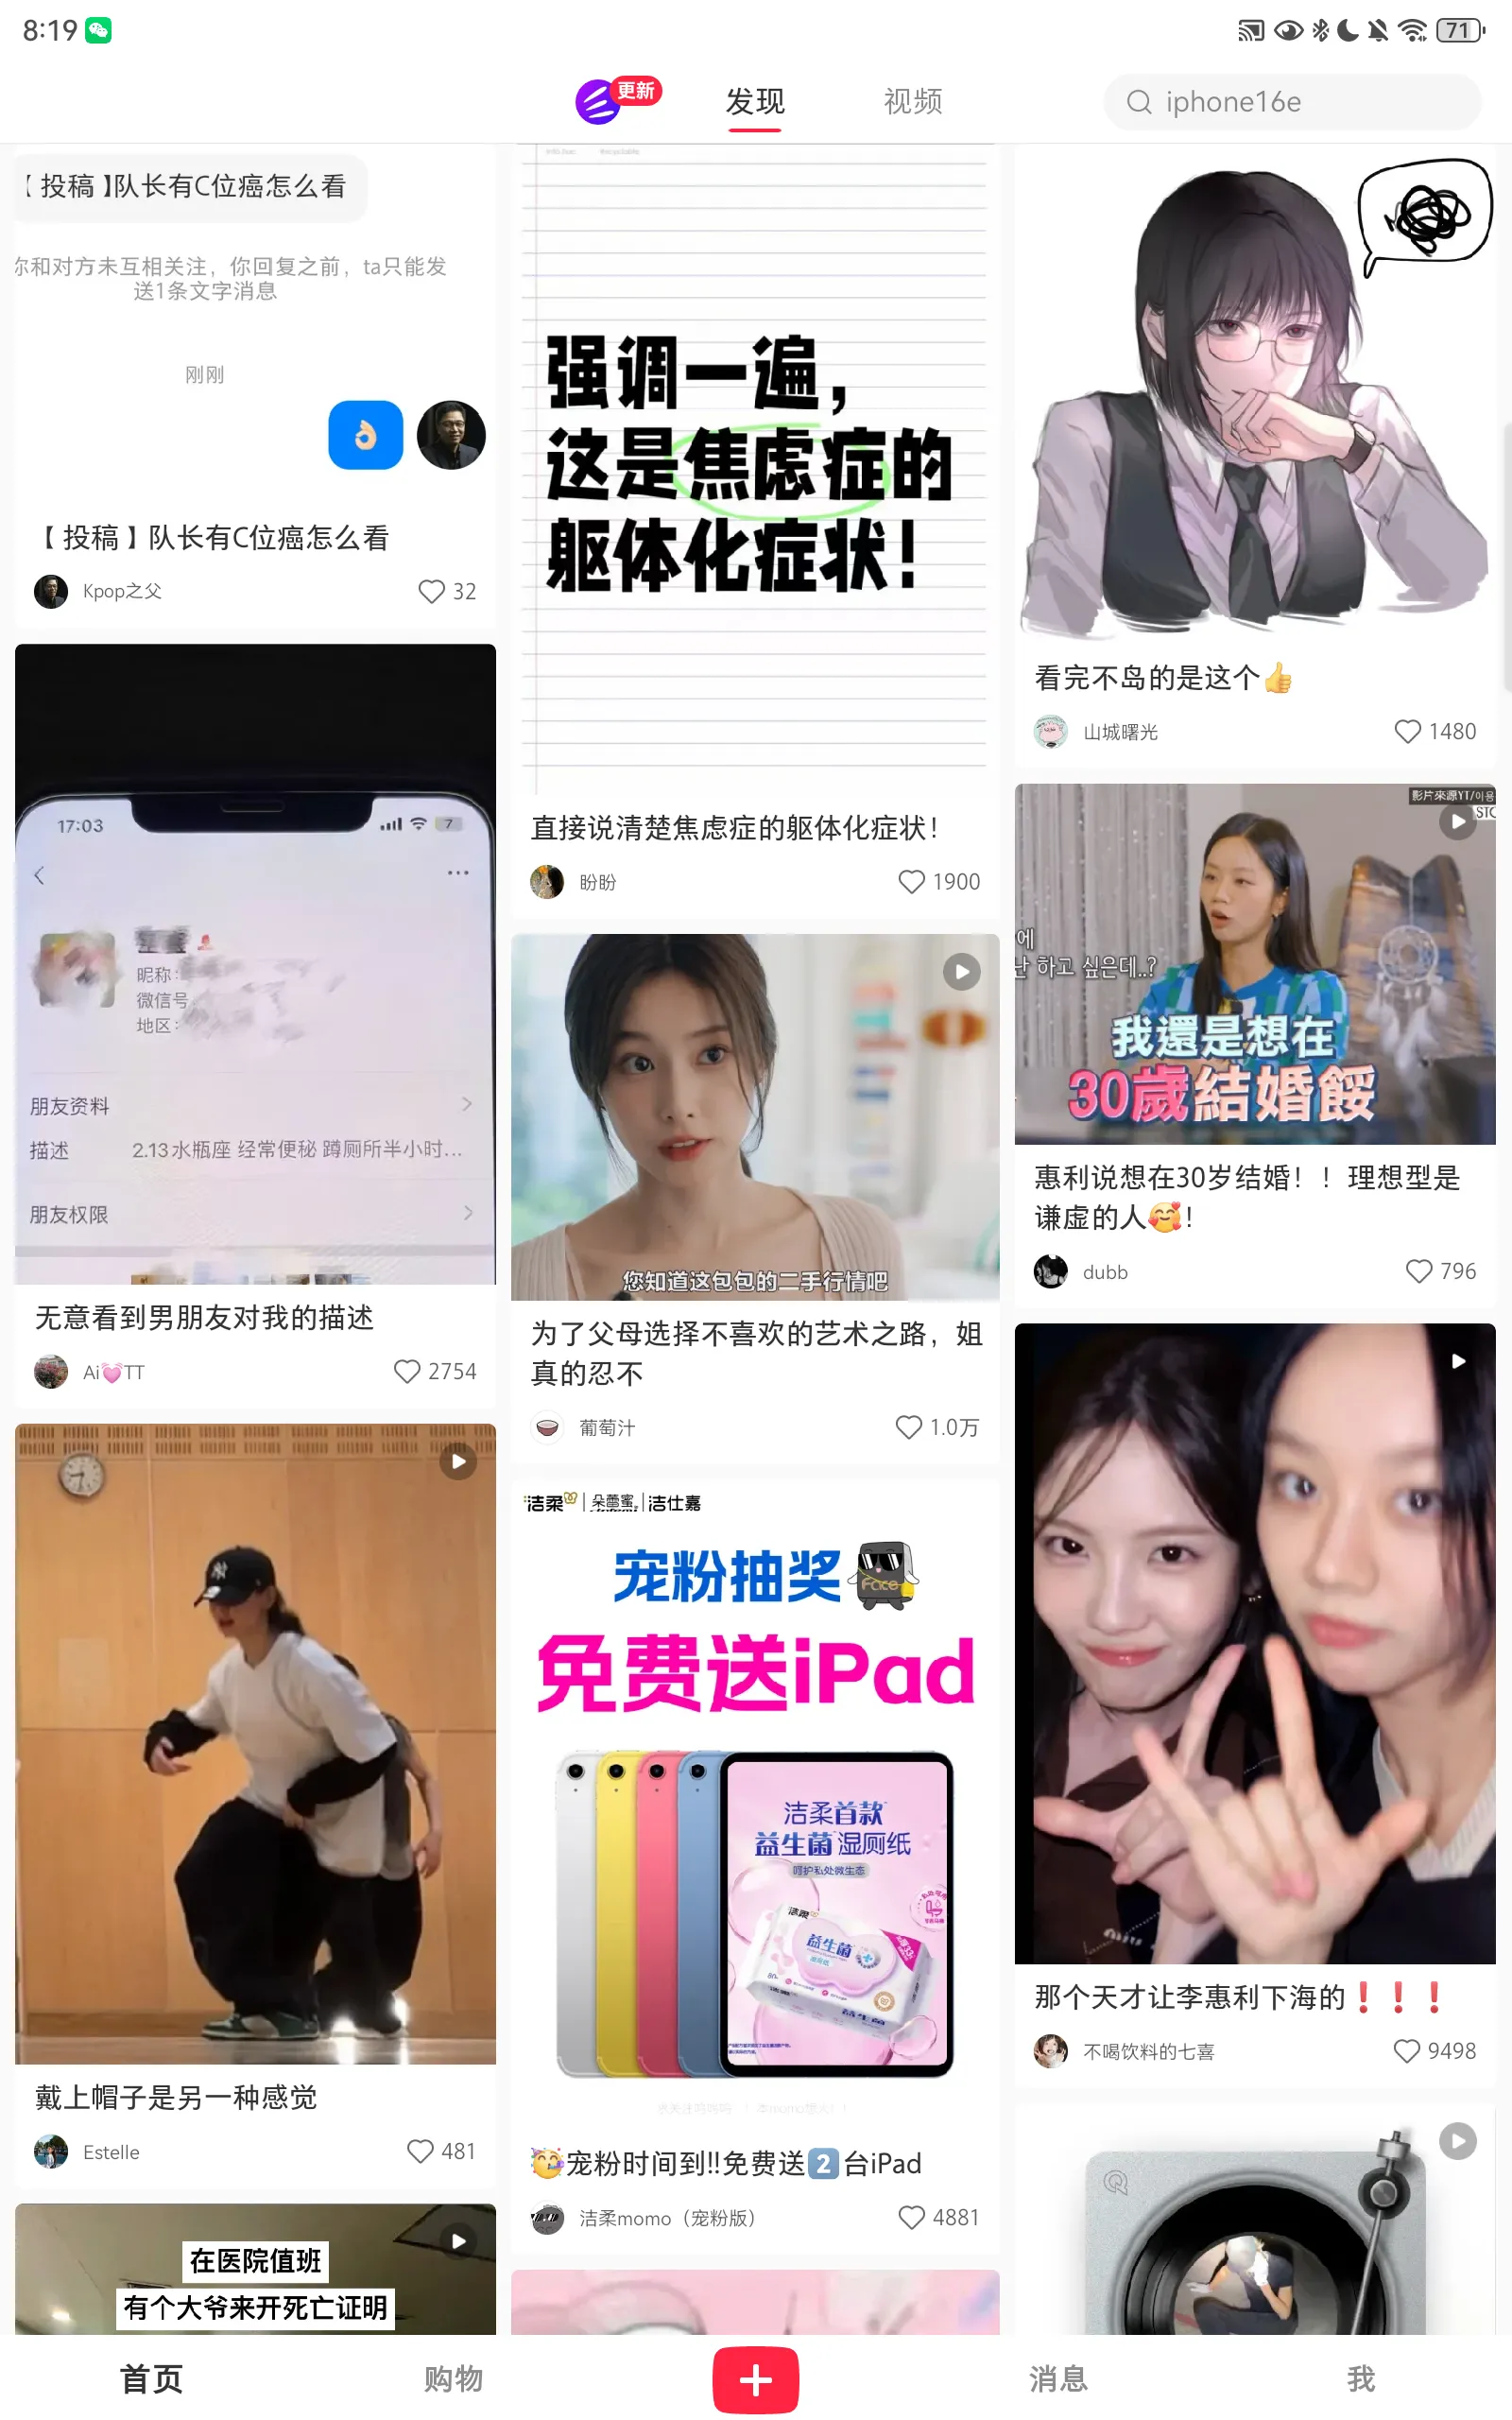 8:19
71
更新
发现
视频
iphone16e
【 投稿 】队长有C位癌怎么看
你和对方未互相关注，你回复之前，ta只能发
送1条文字消息
刚刚
【 投稿 】队长有C位癌怎么看
Kpop之父
32
17:03
7
昵称：
微信号
地区：
朋友资料
描述
2.13水瓶座 经常便秘 蹲厕所半小时...
朋友权限
无意看到男朋友对我的描述
Ai💓TT
2754
戴上帽子是另一种感觉
Estelle
481
在医院值班
有个大爷来开死亡证明
强调一遍，
这是焦虑症的
躯体化症状！
直接说清楚焦虑症的躯体化症状！
盼盼
1900
您知道这包包的二手行情吧
为了父母选择不喜欢的艺术之路，姐
真的忍不
葡萄汁
1.0万
洁柔|朵蕾蜜.|洁仕嘉
宠粉抽奖
Face
免费送iPad
洁柔首款
益生菌湿厕纸
呵护私处微生态
洁柔
益生菌
🥳宠粉时间到‼️免费送2️⃣台iPad
洁柔momo（宠粉版）
4881
看完不岛的是这个👍
山城曙光
1480
影片來源YT/이용
STC
에
난 하고 싶은데..?
我還是想在
30歲結婚餒
惠利说想在30岁结婚！！理想型是
谦虚的人🥰！
dubb
796
那个天才让李惠利下海的❗❗❗
不喝饮料的七喜
9498
首页
购物
消息
我